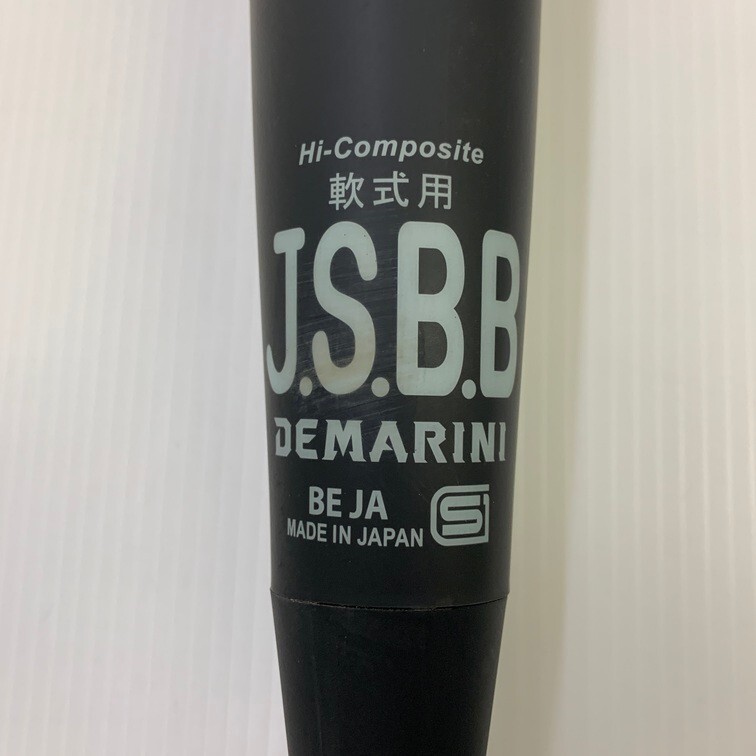 Hi-Composite
軟式用
J.S.B.B
DEMARINI
BE JA
MADE IN JAPAN